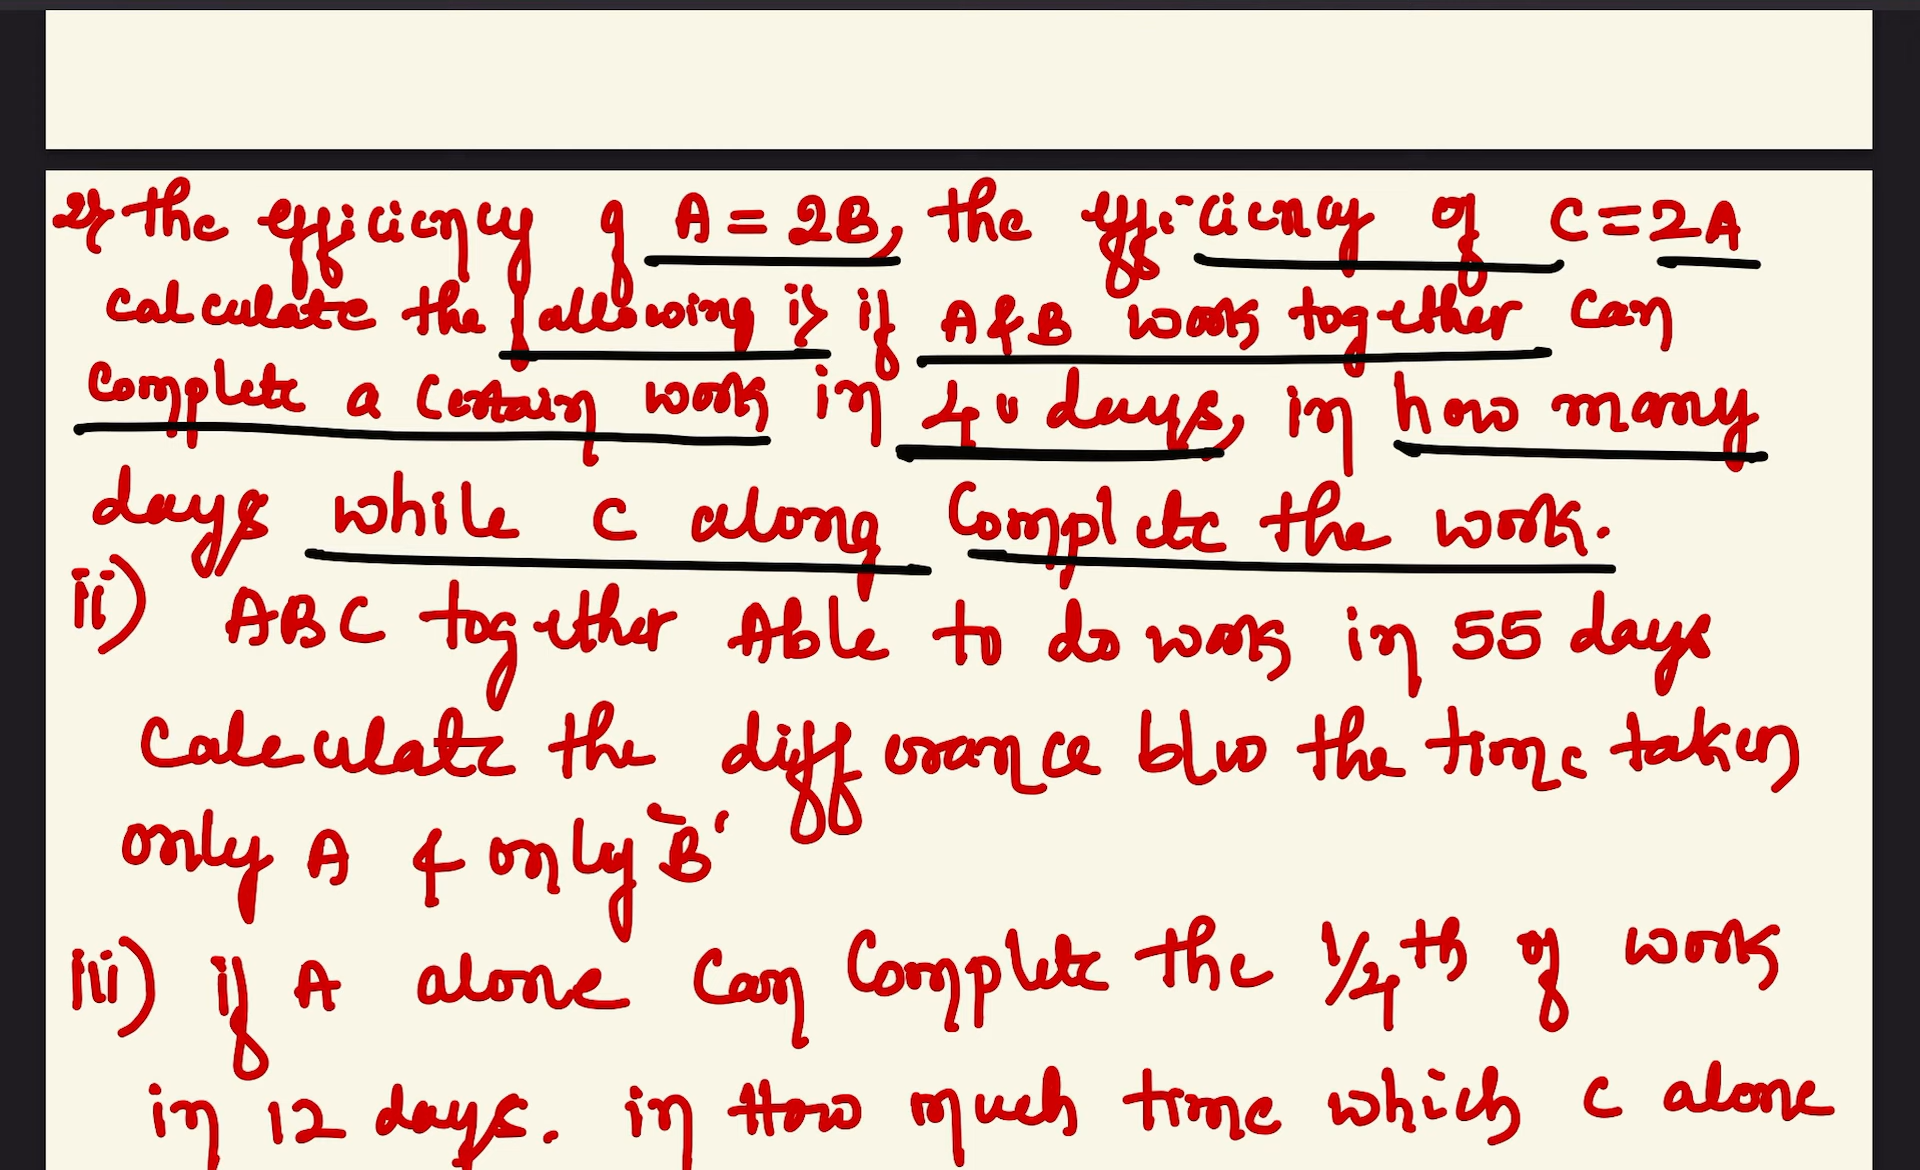 2) the efficiency of A = 2B, the efficiency of C = 2A
calculate the following i) if A & B work together can
complete a certain work in 40 days, in how many
days while c along complete the work.
ii) ABC together Able to do work in 55 days
calculate the difforance b/w the time taken
only A & only "B"
iii) if A alone can complete the 1/4th of work
in 12 days. in How much time which c alone